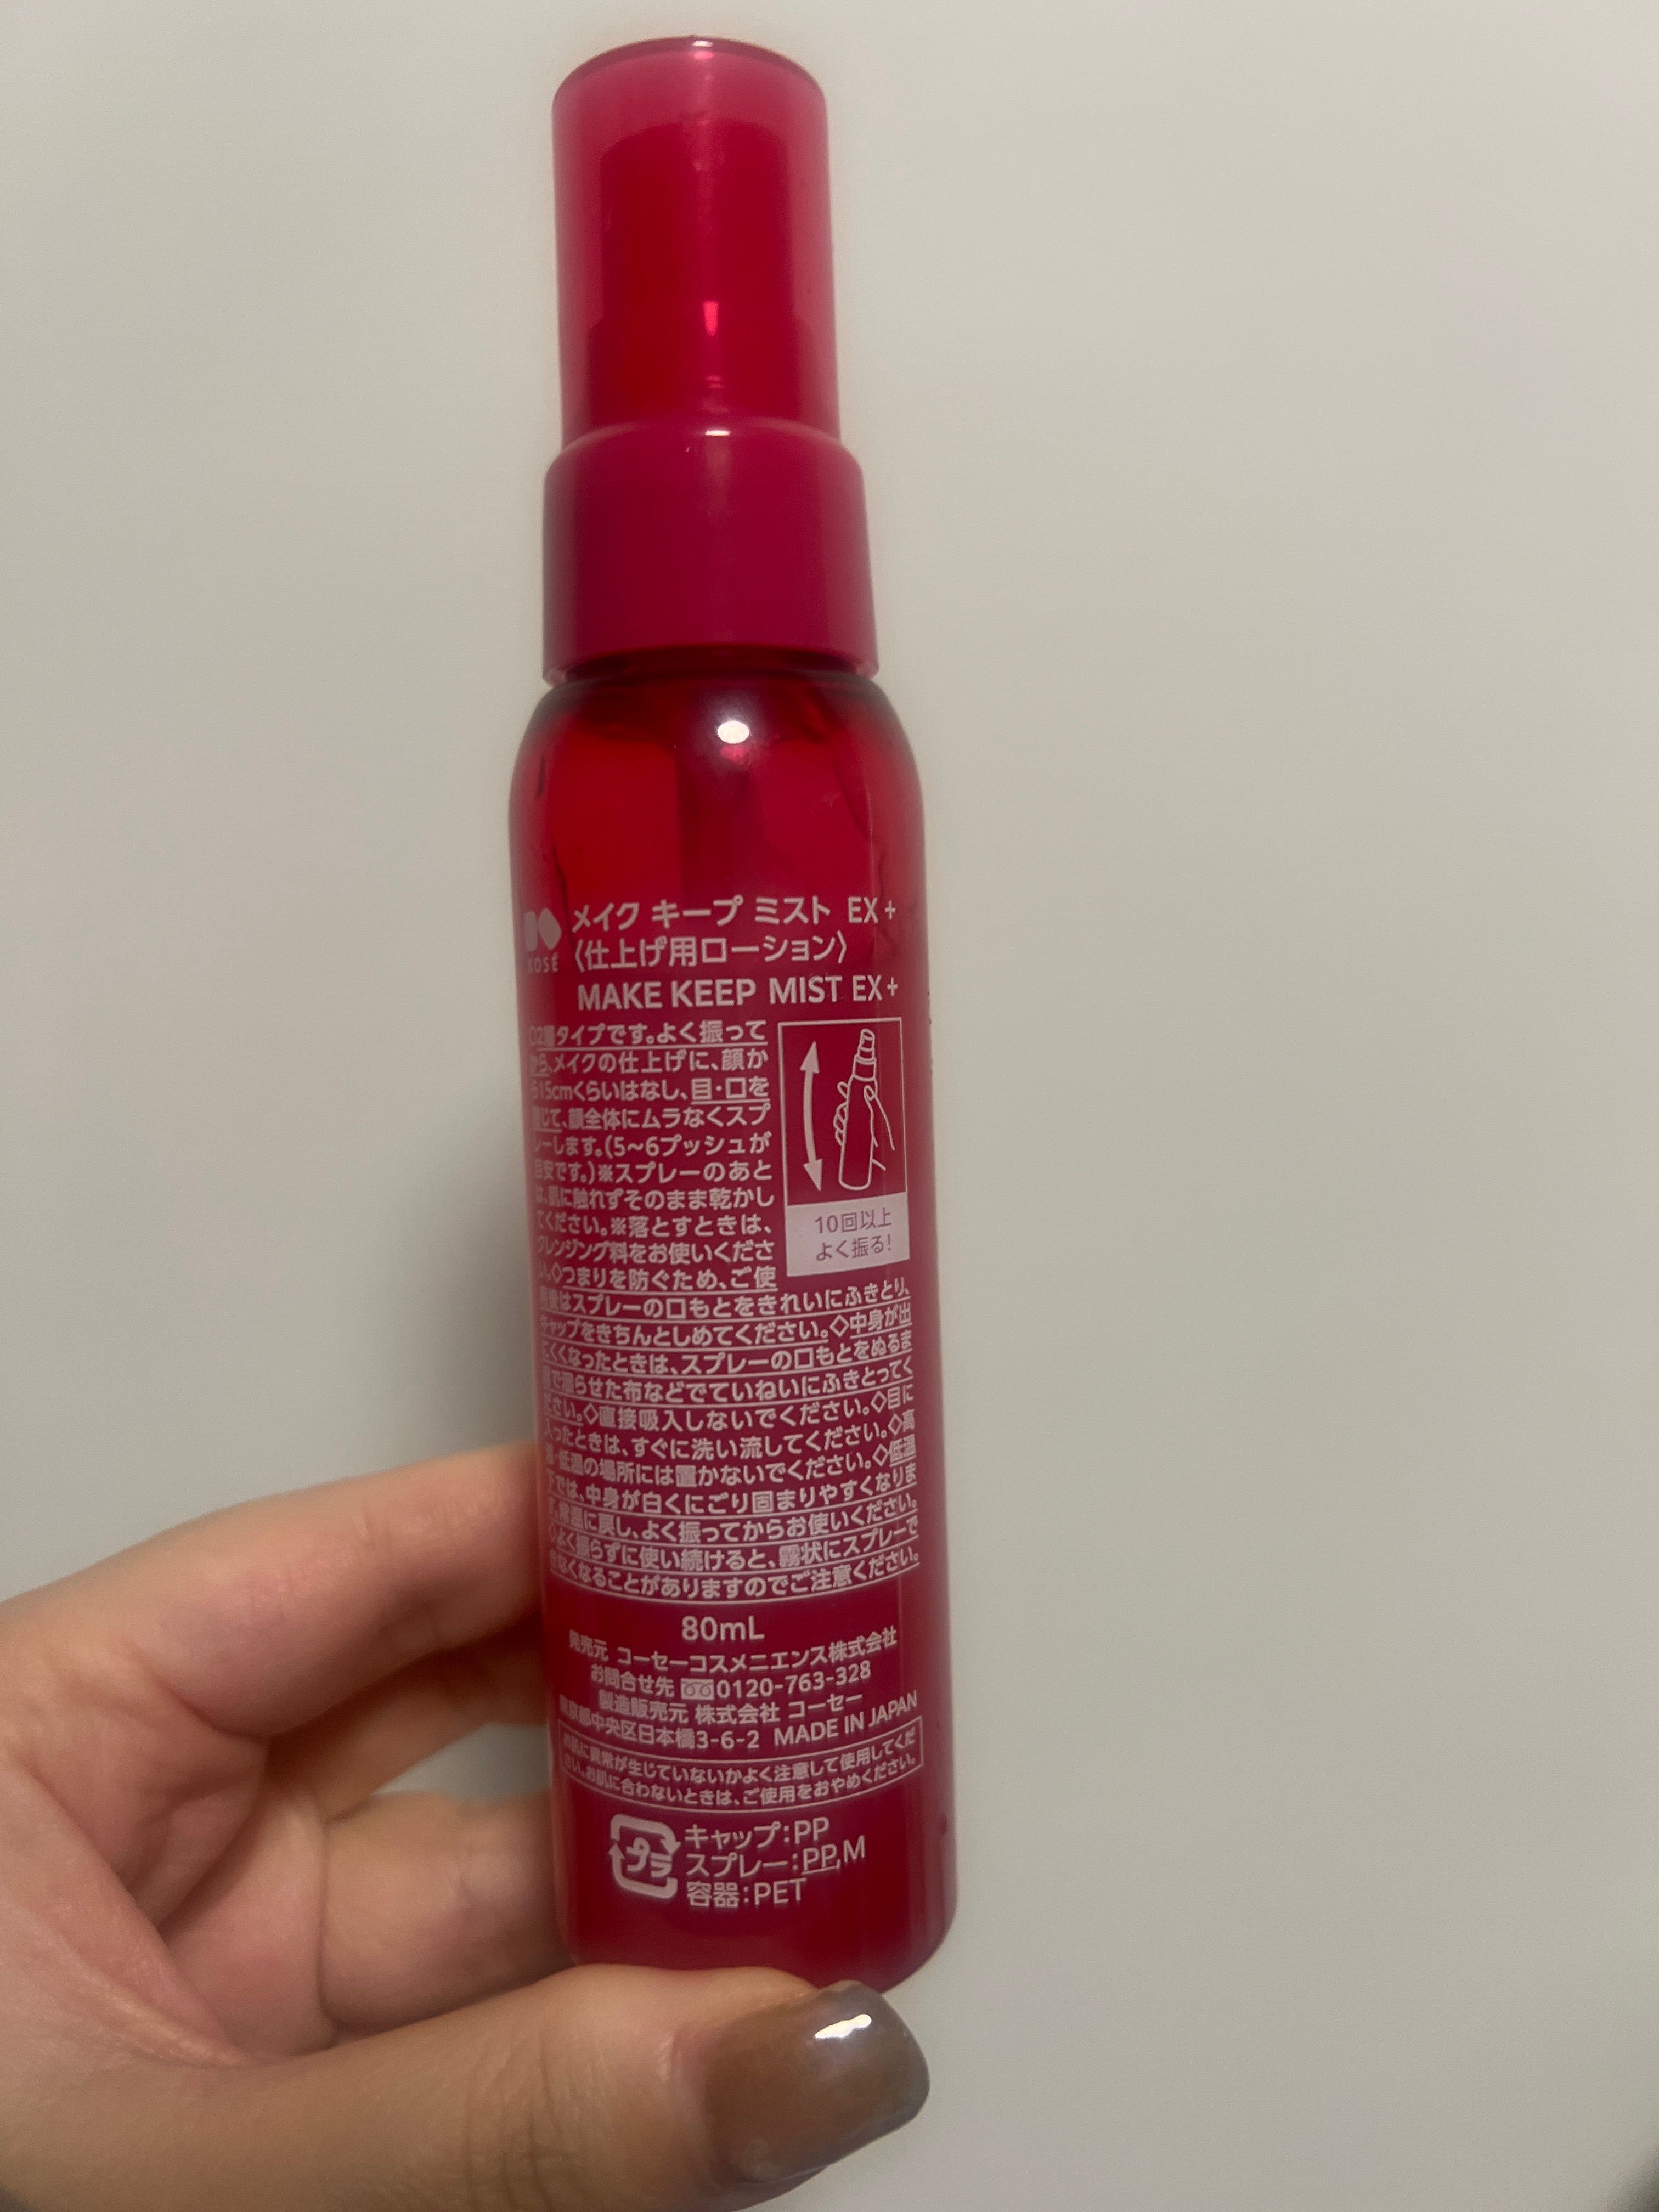 KOSÉ
メイク キープ ミスト EX+
〈仕上げ用ローション〉
MAKE KEEP MIST EX+
タイプです。よく振って
から、メイクの仕上げに、顔か
ら15cmくらいはなし、目・口を
閉じて、顔全体にムラなくスプ
レーします。(5~6プッシュが
目安です。)※スプレーのあと
は、肌に触れずそのまま乾かし
てください。※落とすときは、
クレンジング料をお使いくださ
い。◇つまりを防ぐため、ご使
用後はスプレーの口もとをきれいにふきとり、
キャップをきちんとしめてください。◇中身が出
にくくなったときは、スプレーの口もとをぬるま
湯で湿らせた布などでていねいにふきとってく
ださい。◇直接吸入しないでください。◇目に
入ったときは、すぐに洗い流してください。◇高
温・低温の場所には置かないでください。◇低温
下では、中身が白くにごり固まりやすくなりま
す。常温に戻し、よく振ってからお使いください。
◇よく振らずに使い続けると、霧状にスプレーで
きなくなることがありますのでご注意ください。
10回以上
よく振る!
80mL
発売元 コーセーコスメニエンス株式会社
お問合せ先 0120-763-328
製造販売元 株式会社 コーセー
東京都中央区日本橋3-6-2 MADE IN JAPAN
お肌に異常が生じていないかよく注意して使用してくだ
さい。お肌に合わないときは、ご使用をおやめください。
プラ
キャップ:PP
スプレー:PP,M
容器:PET